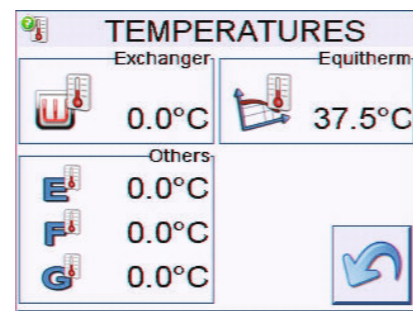 TEMPERATURES
Exchanger
0.0°C
Equitherm
37.5°C
Others
E 0.0°C
F 0.0°C
G 0.0°C